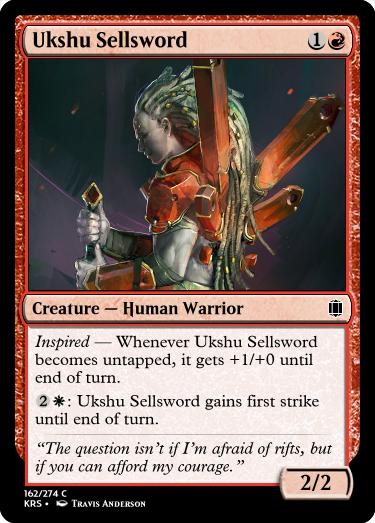 Ukshu Sellsword
1
Creature — Human Warrior
Inspired — Whenever Ukshu Sellsword
becomes untapped, it gets +1/+0 until
end of turn.
2 : Ukshu Sellsword gains first strike
until end of turn.
“The question isn't if I'm afraid of rifts, but
if you can afford my courage.”
2/2
162/274 C
KRS • Travis Anderson